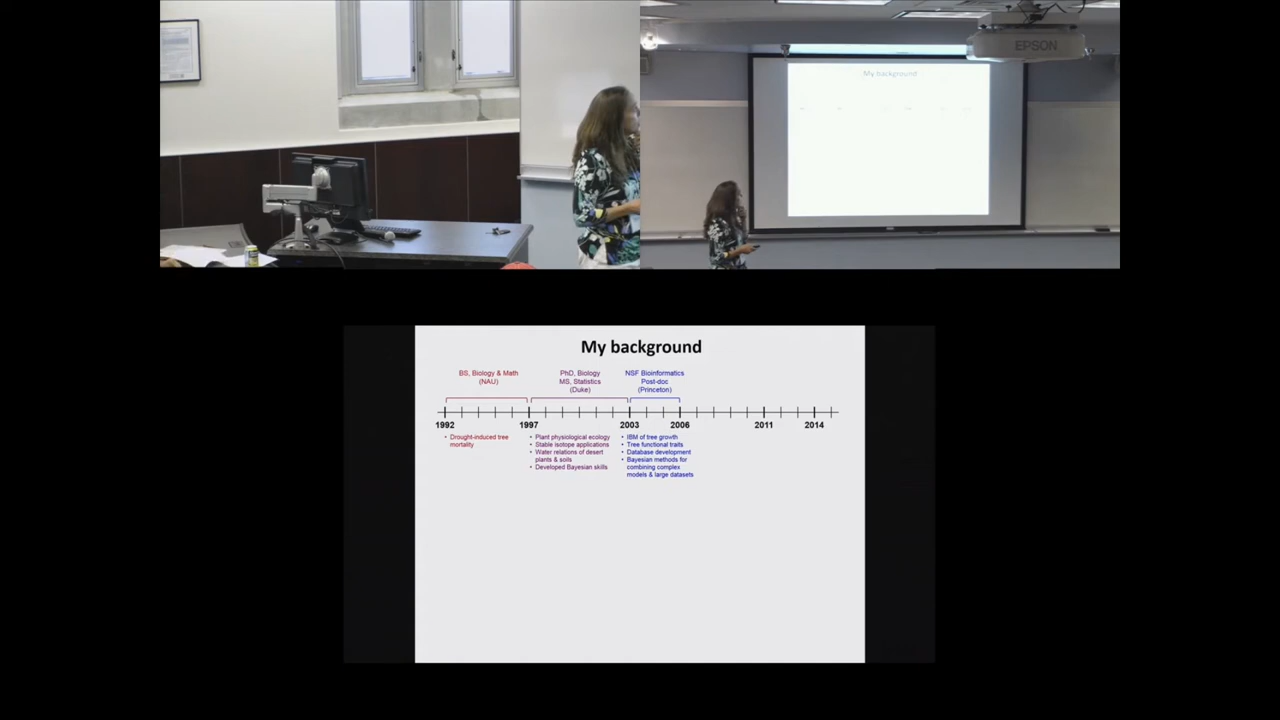 EPSON
My background
My background
BS, Biology & Math
(NAU)
PhD, Biology
MS, Statistics
(Duke)
NSF Bioinformatics
Post-doc
(Princeton)
1992 1997 2003 2006 2011 2014
• Drought-induced tree
mortality
• Plant physiological ecology
• Stable isotope applications
• Water relations of desert
plants & soils
• Developed Bayesian skills
• IBM of tree growth
• Tree functional traits
• Database development
• Bayesian methods for
combining complex
models & large datasets